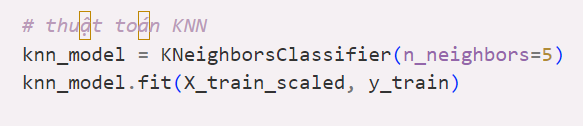 # thuật toán KNN
knn_model = KNeighborsClassifier(n_neighbors=5)
knn_model.fit(X_train_scaled, y_train)